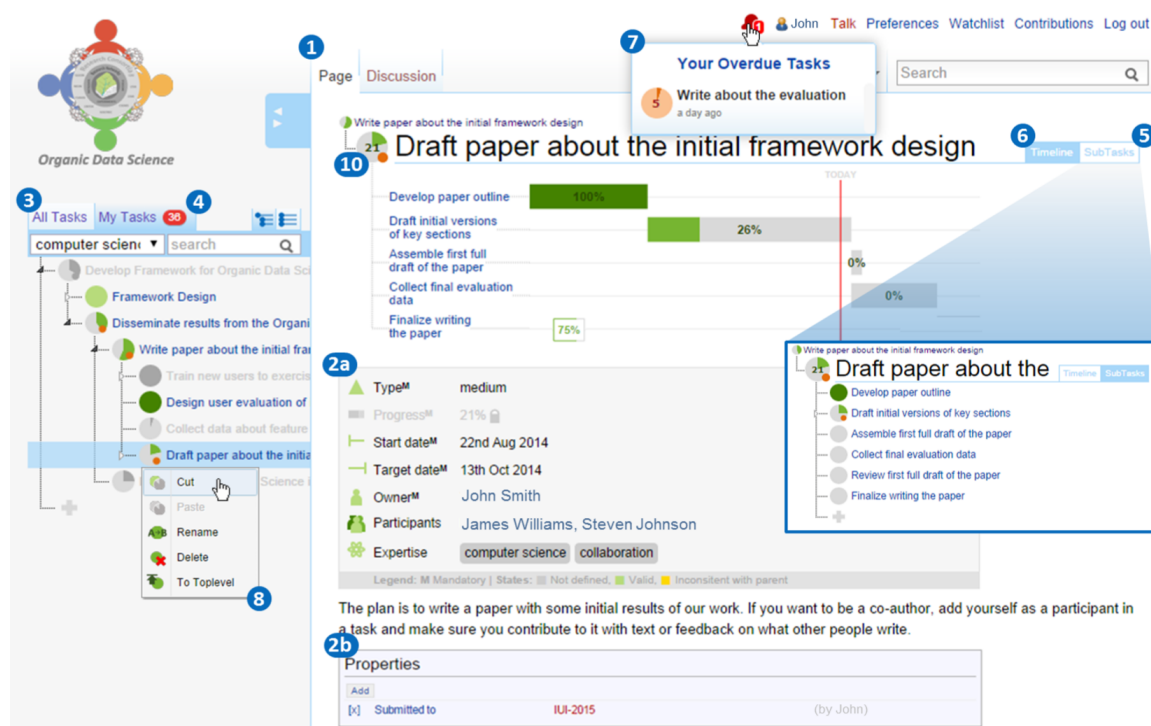 1
John Talk Preferences Watchlist Contributions Log out
7
Your Overdue Tasks
5
Write about the evaluation
a day ago
Page
Discussion
Search
Organic Data Science
Write paper about the initial framework design
21
Draft paper about the initial framework design
10
6
5
Timeline
SubTasks
TODAY
Develop paper outline
100%
Draft initial versions
of key sections
26%
Assemble first full
draft of the paper
0%
Collect final evaluation
data
0%
Finalize writing
the paper
75%
3
4
All Tasks
My Tasks
36
computer scien
search
Develop Framework for Organic Data Sci
Framework Design
Disseminate results from the Organi
Write paper about the initial fra
Train new users to exercis
Design user evaluation of
Collect data about feature
Draft paper about the initia
Science i
Cut
Paste
A▸B Rename
Delete
To Toplevel
8
2a
Typeᴹ medium
Progressᴹ 21%
Start dateᴹ 22nd Aug 2014
Target dateᴹ 13th Oct 2014
Ownerᴹ John Smith
Participants James Williams, Steven Johnson
Expertise computer science collaboration
Legend: M Mandatory | States: Not defined, Valid, Inconsitent with parent
Write paper about the initial framework design
21
Draft paper about the
Timeline
SubTasks
Develop paper outline
Draft initial versions of key sections
Assemble first full draft of the paper
Collect final evaluation data
Review first full draft of the paper
Finalize writing the paper
The plan is to write a paper with some initial results of our work. If you want to be a co-author, add yourself as a participant in
a task and make sure you contribute to it with text or feedback on what other people write.
2b
Properties
Add
[x] Submitted to IUI-2015 (by John)